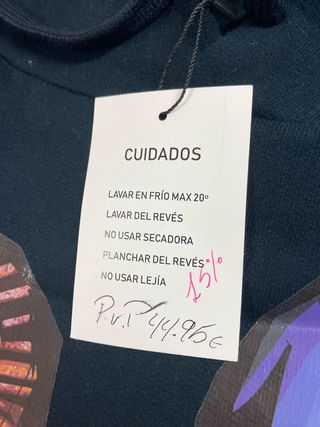 CUIDADOS
LAVAR EN FRÍO MAX 20º
LAVAR DEL REVÉS
NO USAR SECADORA
PLANCHAR DEL REVÉS
NO USAR LEJÍA
15%
P.V.P 44.95€